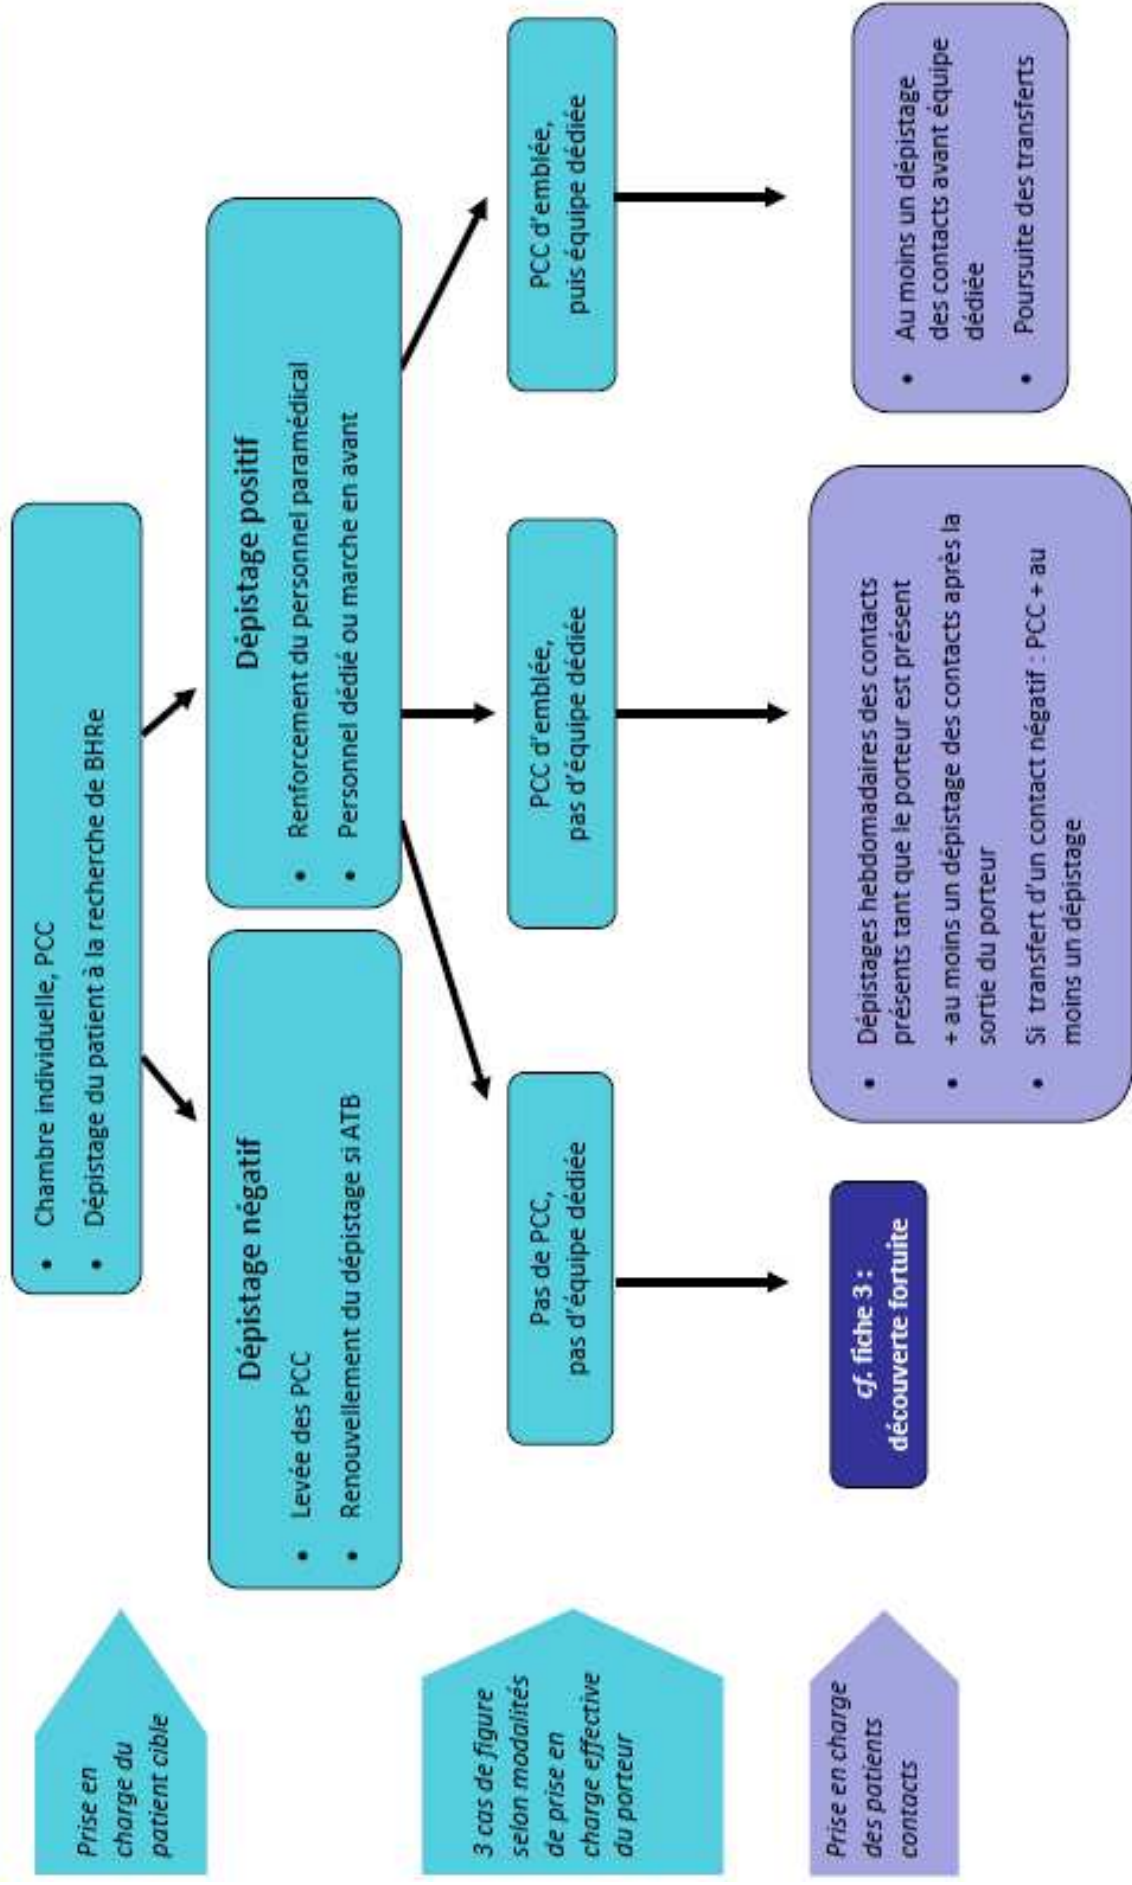 Prise en
charge du
patient cible
• Chambre individuelle, PCC
• Dépistage du patient à la recherche de BHRe
Dépistage négatif
• Levée des PCC
• Renouvellement du dépistage si ATB
Dépistage positif
• Renforcement du personnel paramédical
• Personnel dédié ou marche en avant
3 cas de figure
selon modalités
de prise en
charge effective
du porteur
Pas de PCC,
pas d'équipe dédiée
PCC d'emblée,
pas d'équipe dédiée
PCC d'emblée,
puis équipe dédiée
Prise en charge
des patients
contacts
cf. fiche 3 :
découverte fortuite
• Dépistages hebdomadaires des contacts
présents tant que le porteur est présent
• + au moins un dépistage des contacts après la
sortie du porteur
• Si transfert d'un contact négatif : PCC + au
moins un dépistage
• Au moins un dépistage
des contacts avant équipe
dédiée
• Poursuite des transferts